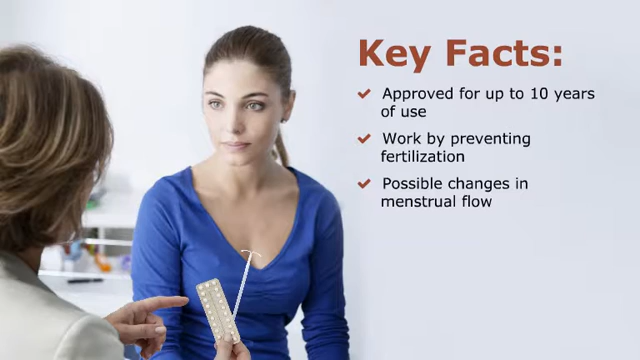 Key Facts:
Approved for up to 10 years
of use
Work by preventing
fertilization
Possible changes in
menstrual flow